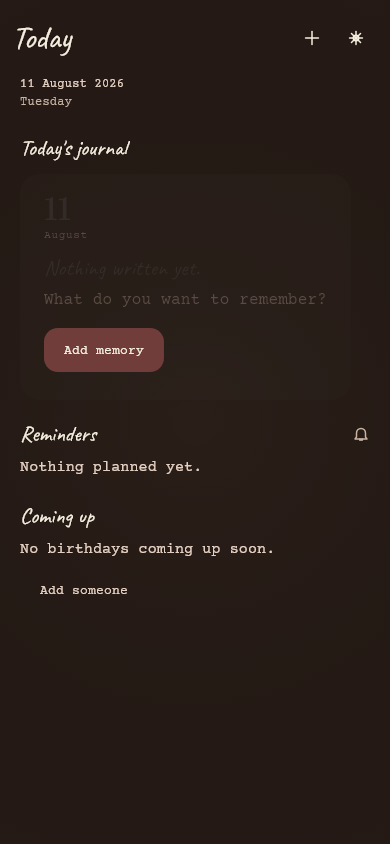 Today
11 August 2026
Tuesday
Today's journal
11
August
Nothing written yet.
What do you want to remember?
Add memory
Reminders
Nothing planned yet.
Coming up
No birthdays coming up soon.
Add someone